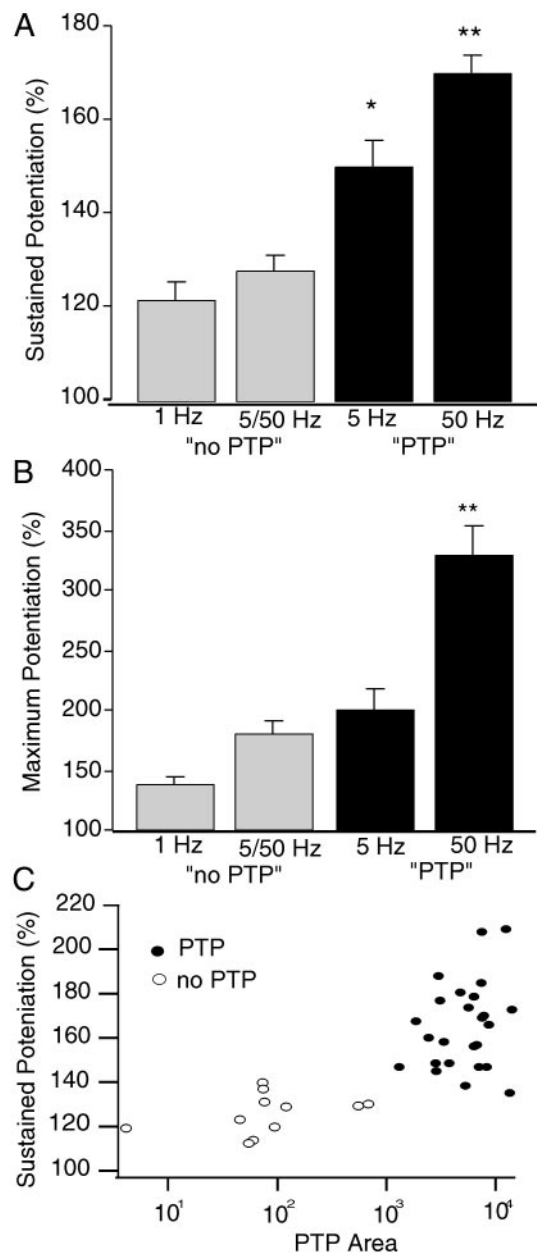 A
Sustained Potentiation (%)
180
160
140
120
100
*
**
1 Hz 5/50 Hz 5 Hz 50 Hz
"no PTP" "PTP"
B
Maximum Potentiation (%)
400
350
300
250
200
150
100
**
1 Hz 5/50 Hz 5 Hz 50 Hz
"no PTP" "PTP"
C
Sustained Poteniation (%)
220
200
180
160
140
120
100
PTP
no PTP
10¹ 10² 10³ 10⁴
PTP Area